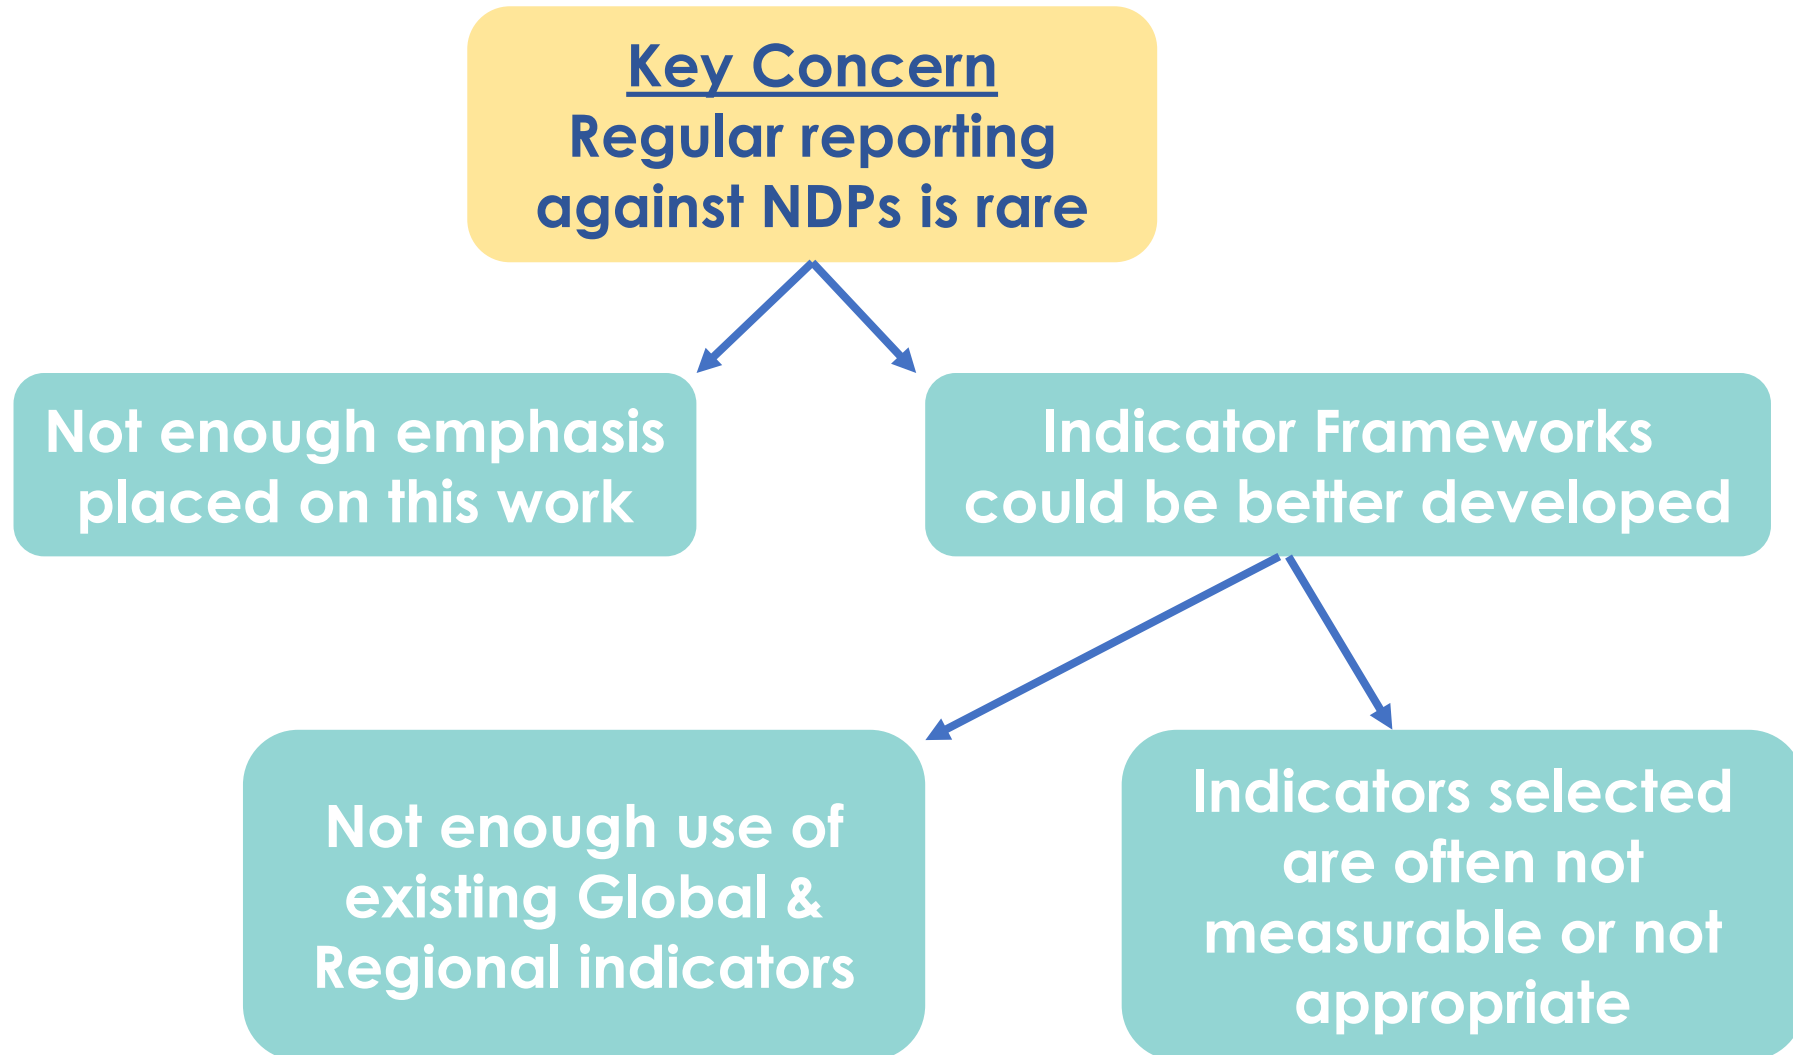 Key Concern
Regular reporting
against NDPs is rare
Not enough emphasis
placed on this work
Indicator Frameworks
could be better developed
Not enough use of
existing Global &
Regional indicators
Indicators selected
are often not
measurable or not
appropriate